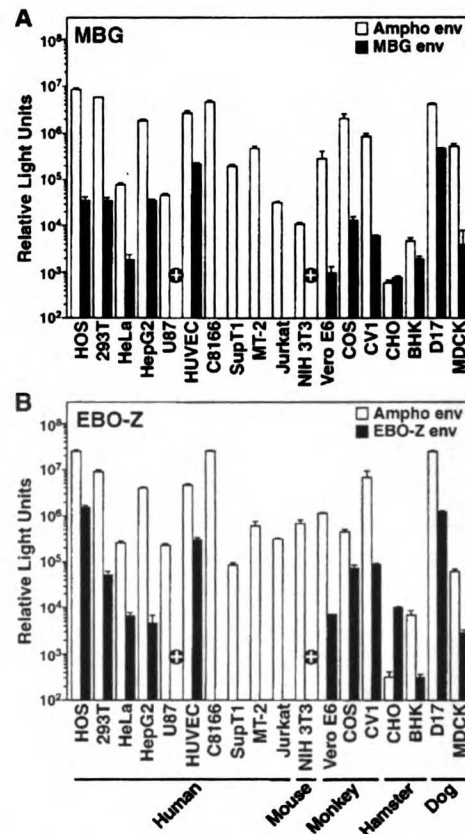 A
MBG
Ampho env
MBG env
Relative Light Units
10⁸
10⁷
10⁶
10⁵
10⁴
10³
10²
HOS
293T
HeLa
HepG2
U87
HUVEC
C8166
SupT1
MT-2
Jurkat
NIH 3T3
Vero E6
COS
CV1
CHO
BHK
D17
MDCK
B
EBO-Z
Ampho env
EBO-Z env
Relative Light Units
10⁸
10⁷
10⁶
10⁵
10⁴
10³
10²
HOS
293T
HeLa
HepG2
U87
HUVEC
C8166
SupT1
MT-2
Jurkat
NIH 3T3
Vero E6
COS
CV1
CHO
BHK
D17
MDCK
Human
Mouse
Monkey
Hamster
Dog